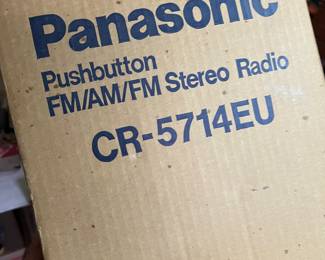 Panasonic
Pushbutton
FM/AM/FM Stereo Radio
CR-5714EU